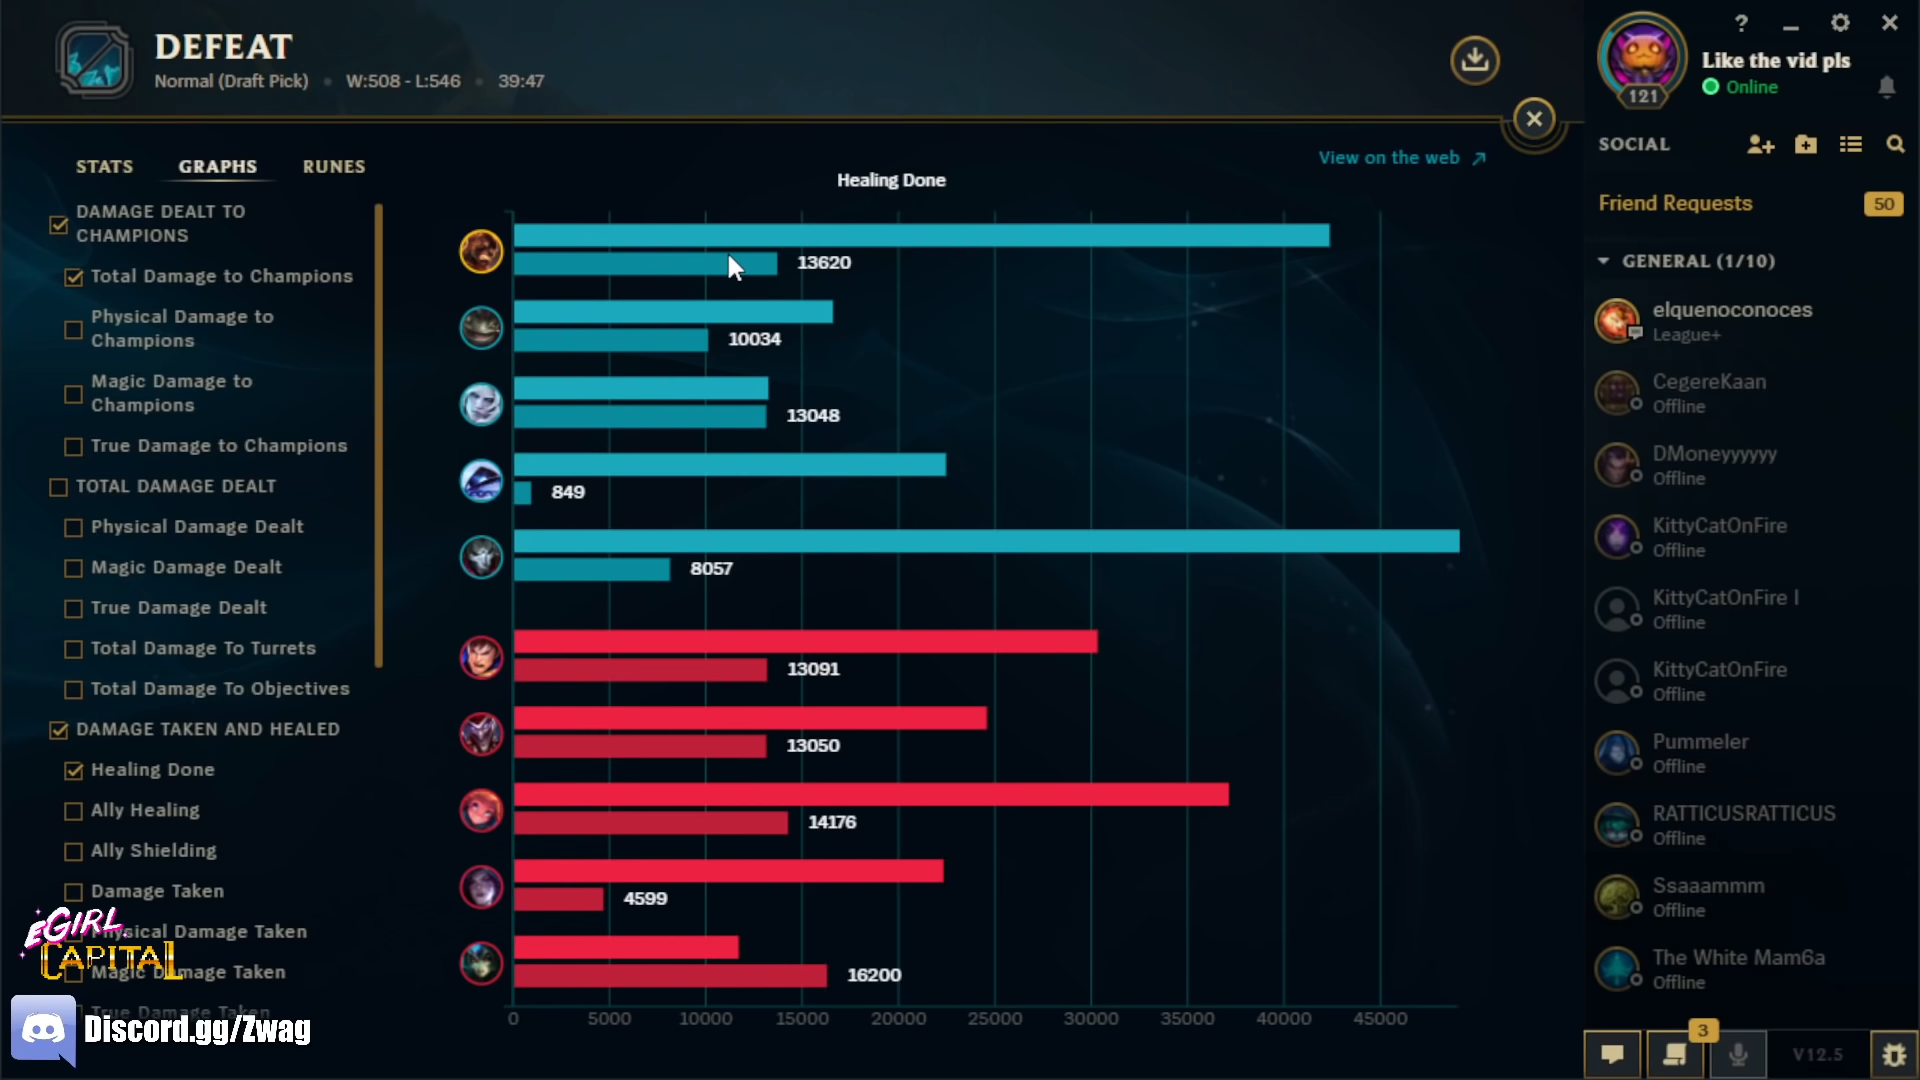 DEFEAT
Normal (Draft Pick) • W:508 - L:546 • 39:47
?
Like the vid pls
Online
121
SOCIAL
Friend Requests 50
GENERAL (1/10)
elquenoconoces
League+
CegereKaan
Offline
DMoneyyyyyy
Offline
KittyCatOnFire
Offline
KittyCatOnFire I
Offline
KittyCatOnFire
Offline
Pummeler
Offline
RATTICUSRATTICUS
Offline
Ssaaammm
Offline
The White Mam6a
Offline
3
V12.5
STATS GRAPHS RUNES
View on the web
DAMAGE DEALT TO
CHAMPIONS
Total Damage to Champions
Physical Damage to
Champions
Magic Damage to
Champions
True Damage to Champions
TOTAL DAMAGE DEALT
Physical Damage Dealt
Magic Damage Dealt
True Damage Dealt
Total Damage To Turrets
Total Damage To Objectives
DAMAGE TAKEN AND HEALED
Healing Done
Ally Healing
Ally Shielding
Damage Taken
Physical Damage Taken
Magic Damage Taken
True Damage Taken
EGIRL
CAPITAL
Discord.gg/Zwag
Healing Done
13620
10034
13048
849
8057
13091
13050
14176
4599
16200
0 5000 10000 15000 20000 25000 30000 35000 40000 45000